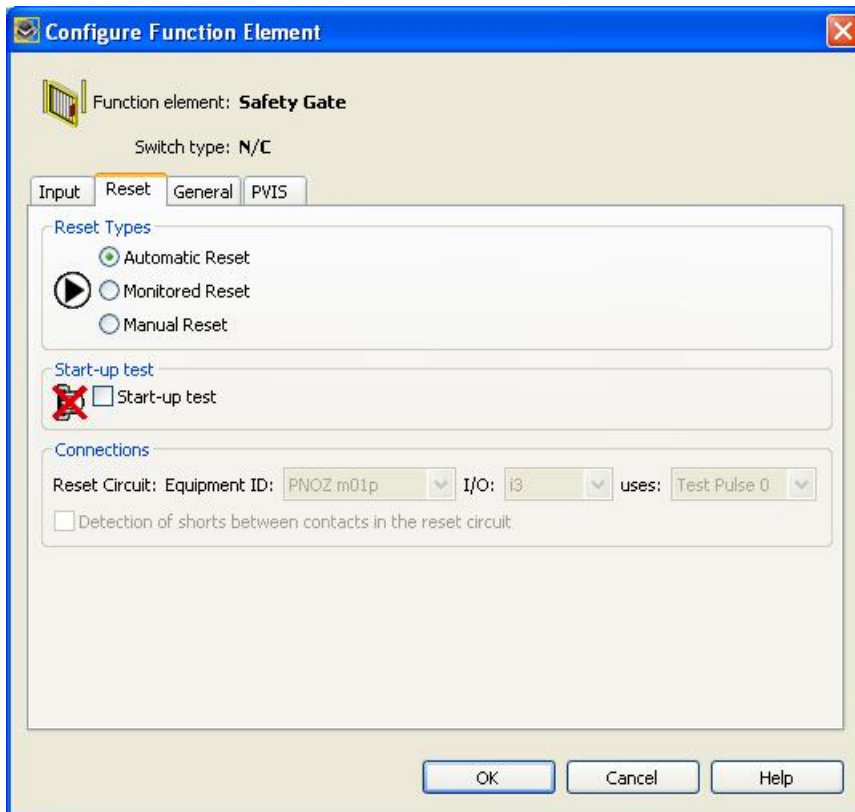 Configure Function Element
Function element: Safety Gate
Switch type: N/C
Input Reset General PVIS
Reset Types
Automatic Reset
Monitored Reset
Manual Reset
Start-up test
Start-up test
Connections
Reset Circuit: Equipment ID: PNOZ m01p I/O: i3 uses: Test Pulse 0
Detection of shorts between contacts in the reset circuit
OK Cancel Help